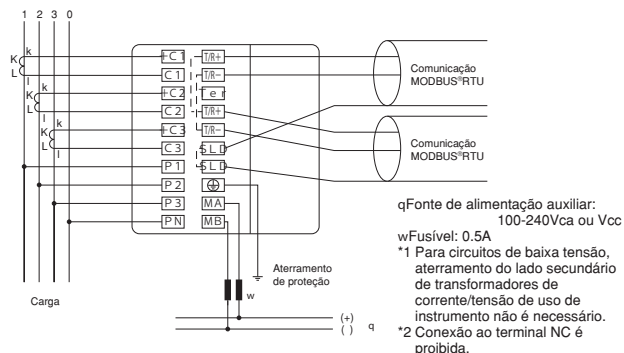 1 2 3 0
K k
L l
K k
L l
K k
L l
+C1 T/R+
C1 T/R-
+C2 Ter
C2 T/R+
+C3 T/R-
C3 SLD
P1 SLD
P2
P3 MA
PN MB
Comunicação
MODBUS®RTU
Comunicação
MODBUS®RTU
Aterramento
de proteção
Carga
w
(+)
( ) q
qFonte de alimentação auxiliar:
100-240Vca ou Vcc
wFusível: 0.5A
*1 Para circuitos de baixa tensão,
aterramento do lado secundário
de transformadores de
corrente/tensão de uso de
instrumento não é necessário.
*2 Conexão ao terminal NC é
proibida.